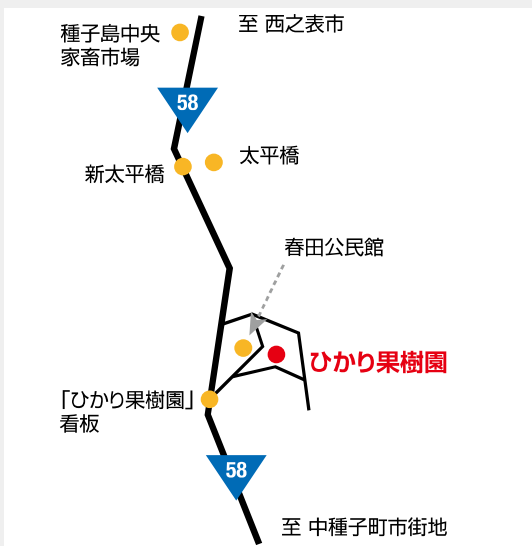 至 西之表市
種子島中央
家畜市場
58
太平橋
新太平橋
春田公民館
ひかり果樹園
「ひかり果樹園」
看板
58
至 中種子町市街地